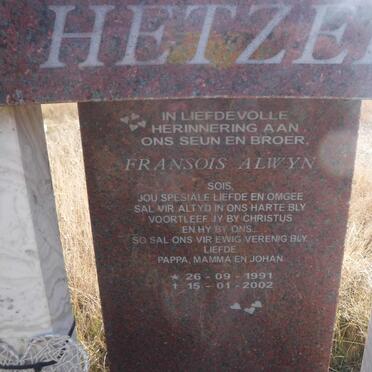 HETZE
IN LIEFDEVOLLE
HERINNERING AAN
ONS SEUN EN BROER,
FRANSOIS ALWYN
SOIS,
JOU SPESIALE LIEFDE EN OMGEE
SAL VIR ALTYD IN ONS HARTE BLY
VOORTLEEF JY BY CHRISTUS
EN HY BY ONS.
SO SAL ONS VIR EWIG VERENIG BLY
LIEFDE
PAPPA, MAMMA EN JOHAN
★ 26-09-1991
† 15-01-2002